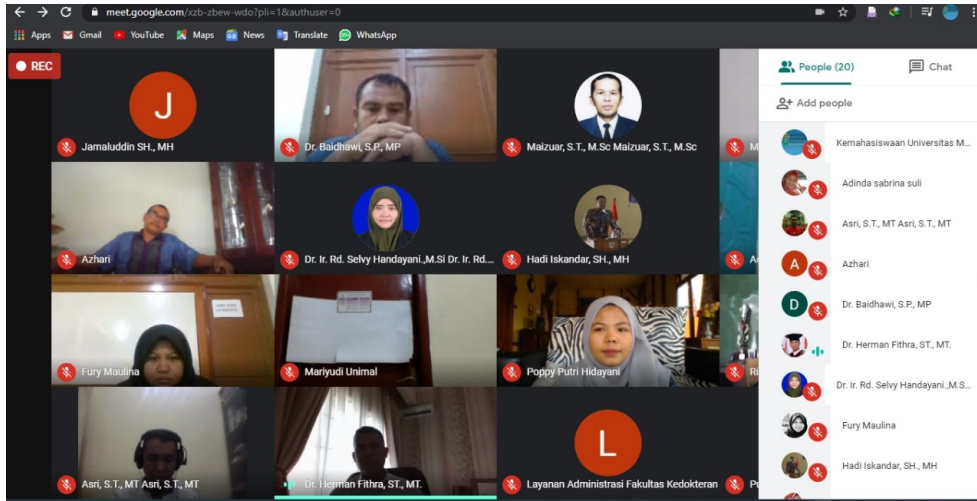 meet.google.com/xzb-zbew-wdo?pli=1&authuser=0
Apps Gmail YouTube Maps News Translate WhatsApp
REC
People (20) Chat
Add people
J
Jamaluddin SH., MH
Dr. Baidhawi, S.P., MP
Maizuar, S.T., M.Sc Maizuar, S.T., M.Sc
M
Azhari
Dr. Ir. Rd. Selvy Handayani.,M.Si Dr. Ir. Rd....
Hadi Iskandar, SH., MH
Fury Maulina
Mariyudi Unimal
Poppy Putri Hidayani
Ri
Asri, S.T., MT Asri, S.T., MT
Dr. Herman Fithra, ST., MT.
L
Layanan Administrasi Fakultas Kedokteran
Kemahasiswaan Universitas M...
Adinda sabrina suli
Asri, S.T., MT Asri, S.T., MT
A
Azhari
D
Dr. Baidhawi, S.P., MP
Dr. Herman Fithra, ST., MT.
Dr. Ir. Rd. Selvy Handayani.,M.S...
Fury Maulina
Hadi Iskandar, SH., MH